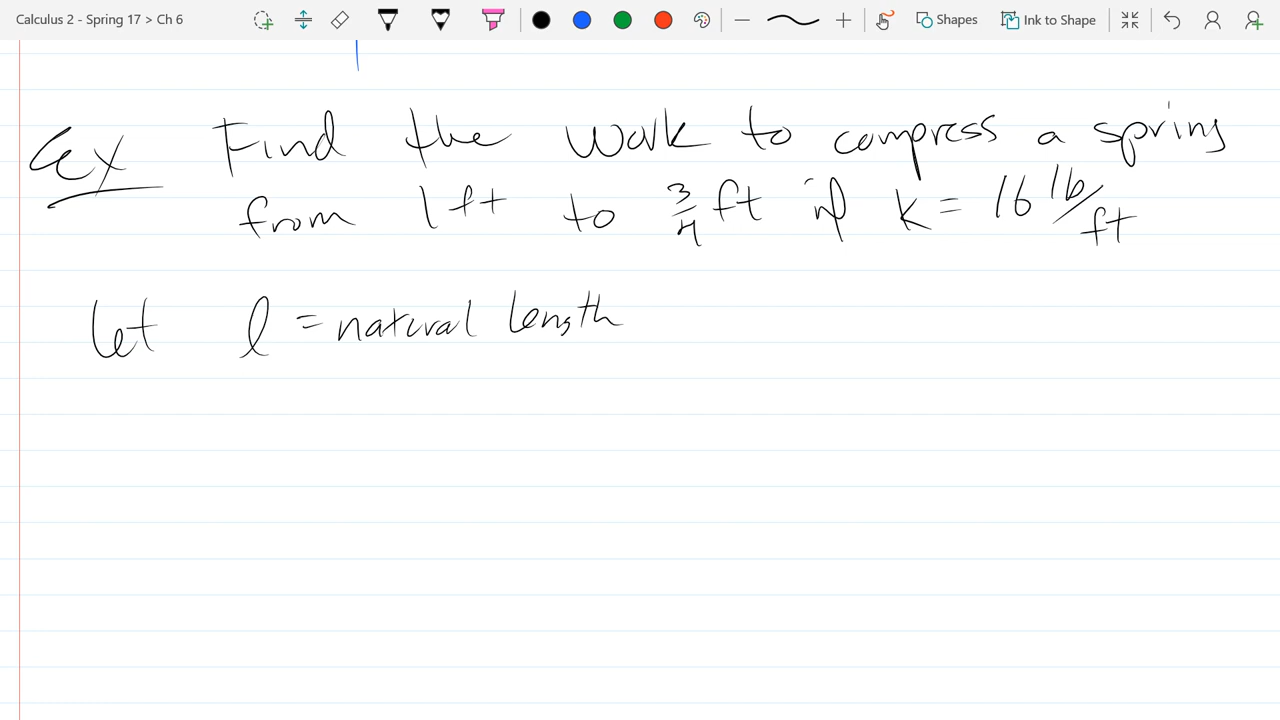 Calculus 2 - Spring 17 > Ch 6 Shapes Ink to Shape
Ex Find the work to compress a spring
from 1 ft to 3/4 ft if k = 16 lb/ft
Let l = natural length